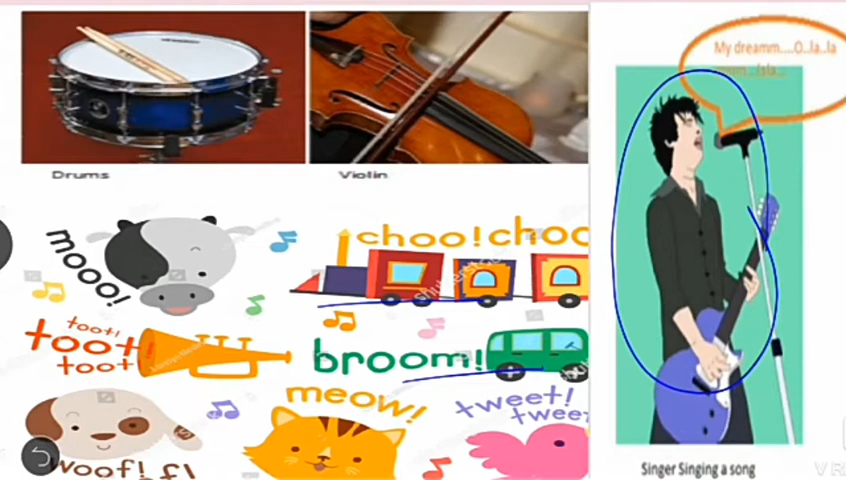 Drums
Violin
mooo!
choo! choo
toot!
toot
toot
broom!
meow!
tweet!
tweet
woof!
My dreamm....O..la..la
Singer Singing a song